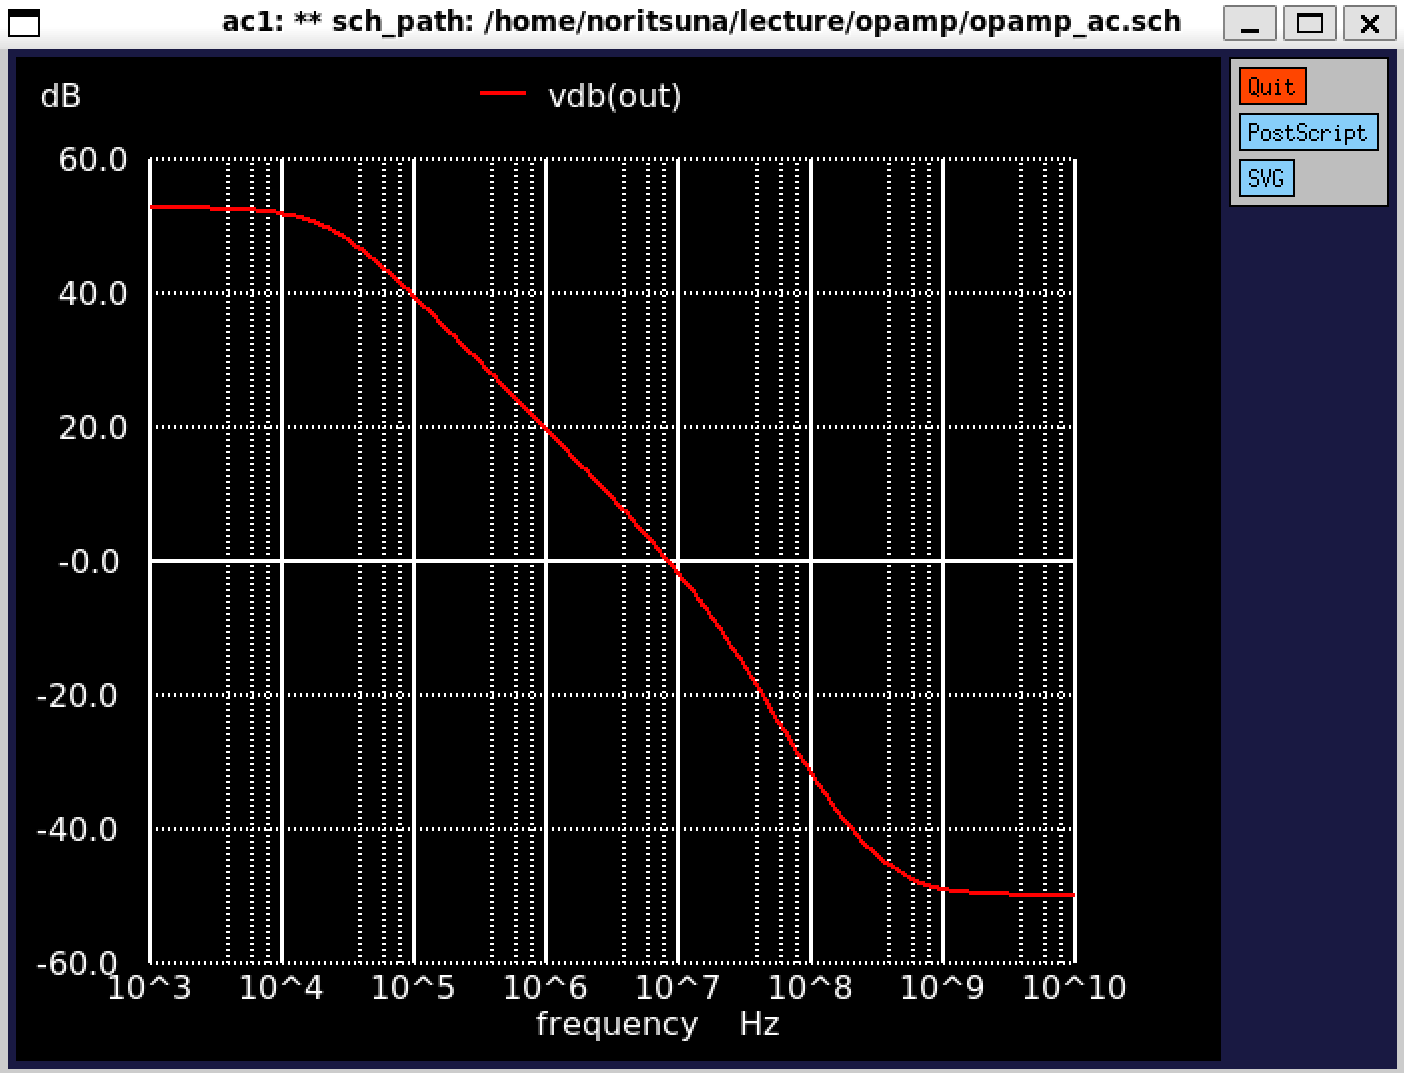 ac1: ** sch_path: /home/noritsuna/lecture/opamp/opamp_ac.sch
Quit
PostScript
SVG
dB
vdb(out)
60.0
40.0
20.0
-0.0
-20.0
-40.0
-60.0
10^3 10^4 10^5 10^6 10^7 10^8 10^9 10^10
frequency Hz